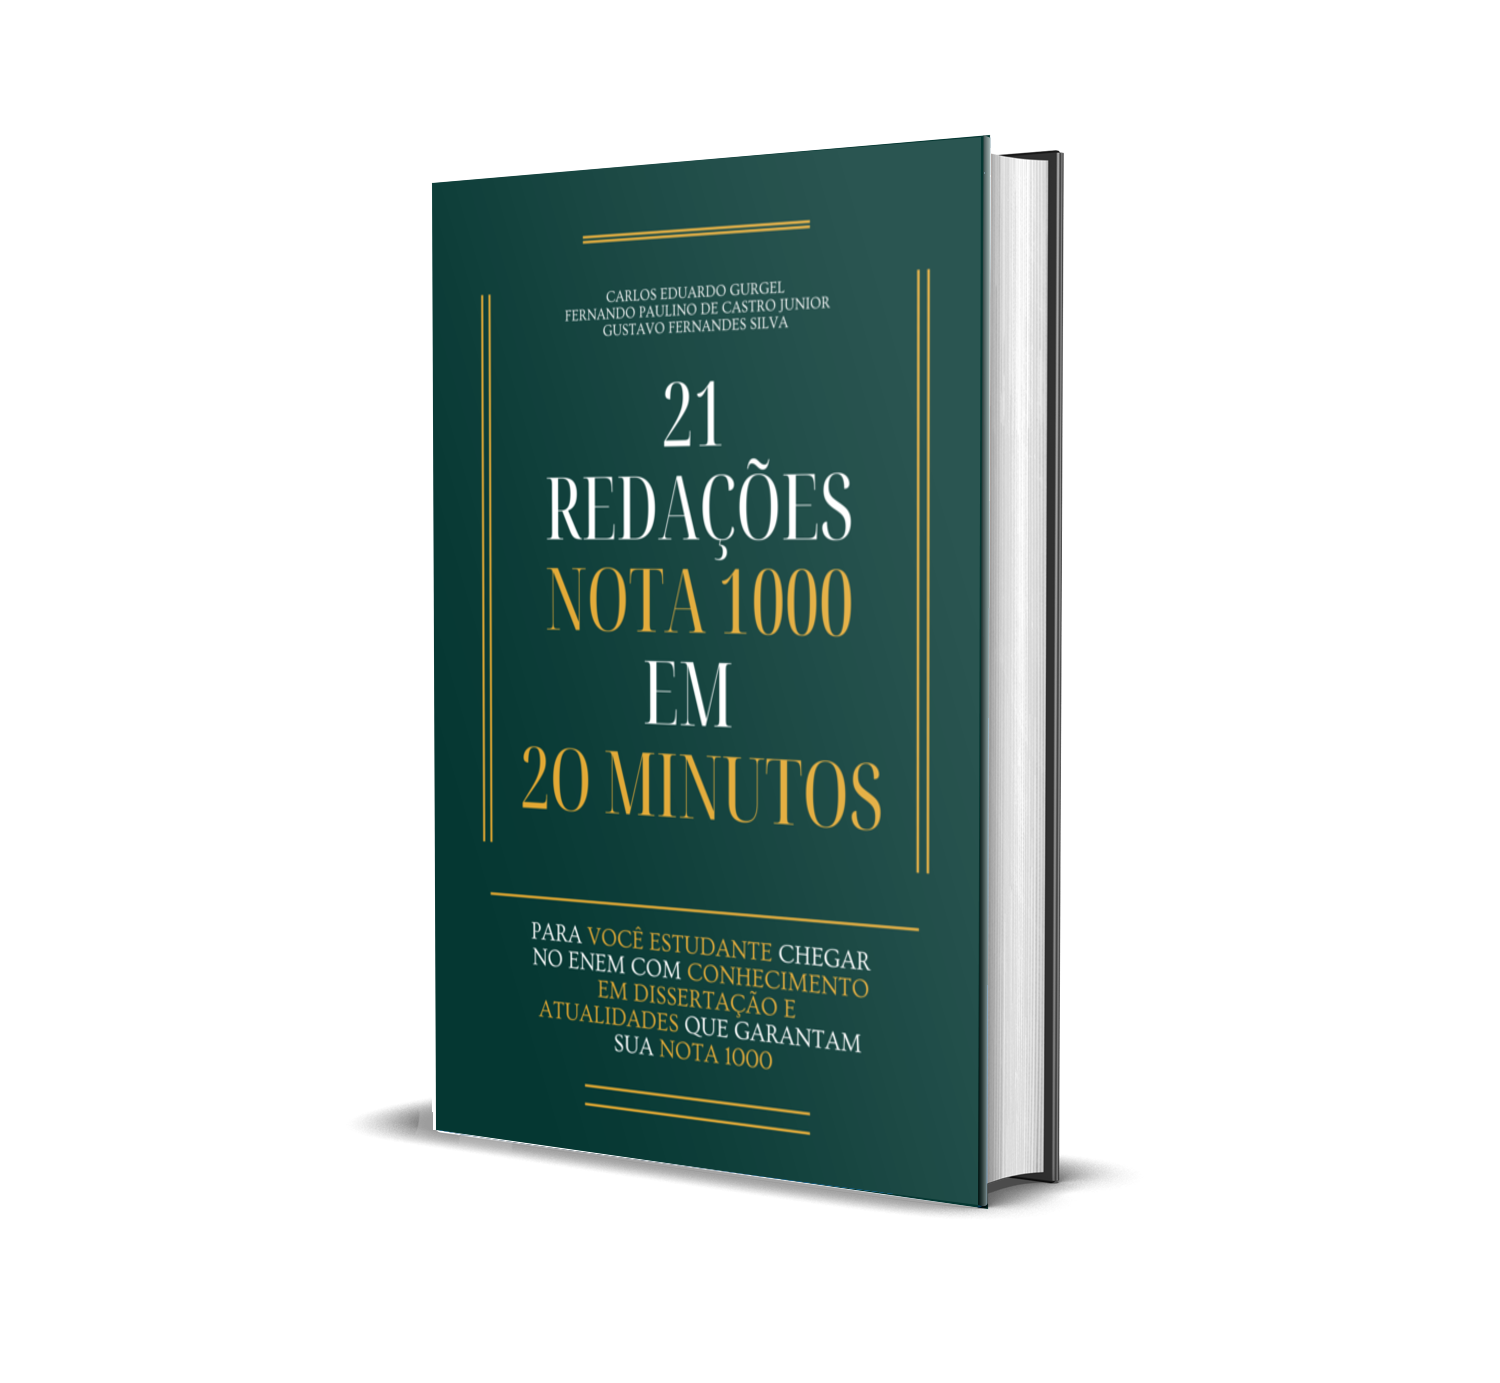 CARLOS EDUARDO GURGEL
FERNANDO PAULINO DE CASTRO JUNIOR
GUSTAVO FERNANDES SILVA
21
REDAÇÕES
NOTA 1000
EM
20 MINUTOS
PARA VOCÊ ESTUDANTE CHEGAR
NO ENEM COM CONHECIMENTO
EM DISSERTAÇÃO E
ATUALIDADES QUE GARANTAM
SUA NOTA 1000